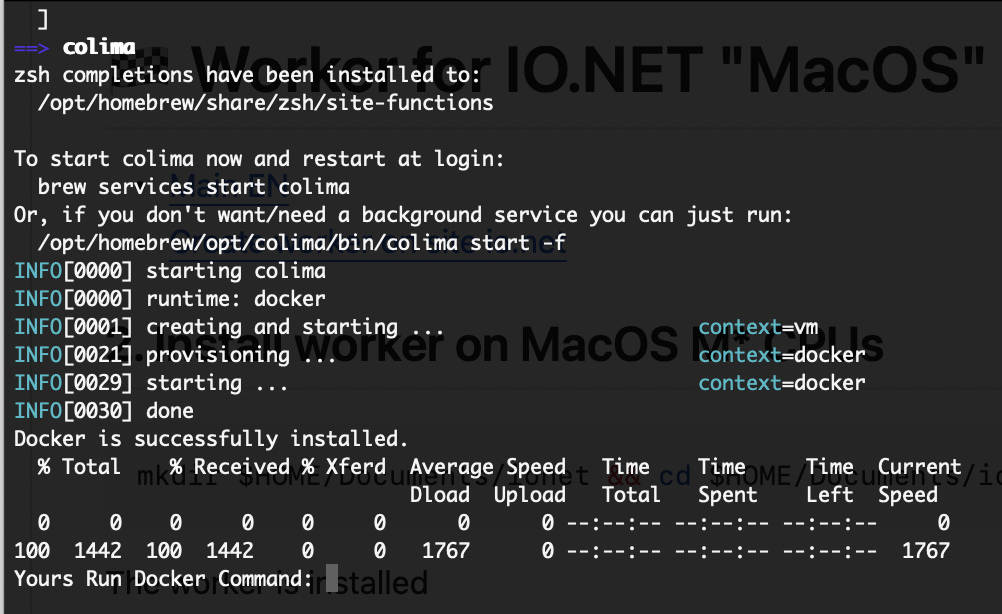 ]
==> colima
zsh completions have been installed to:
/opt/homebrew/share/zsh/site-functions
To start colima now and restart at login:
brew services start colima
Or, if you don't want/need a background service you can just run:
/opt/homebrew/opt/colima/bin/colima start -f
INFO[0000] starting colima
INFO[0000] runtime: docker
INFO[0001] creating and starting ... context=vm
INFO[0021] provisioning ... context=docker
INFO[0029] starting ... context=docker
INFO[0030] done
Docker is successfully installed.
% Total % Received % Xferd Average Speed Time Time Time Current
Dload Upload Total Spent Left Speed
0 0 0 0 0 0 0 0 --:--:-- --:--:-- --:--:-- 0
100 1442 100 1442 0 0 1767 0 --:--:-- --:--:-- --:--:-- 1767
Yours Run Docker Command:
Worker for IO.NET "MacOS"
Main EN
Create worker on site io.net
Install worker on MacOS M* CPUs
mkdir $HOME/Documents/ionet && cd $HOME/Documents/
The worker is installed